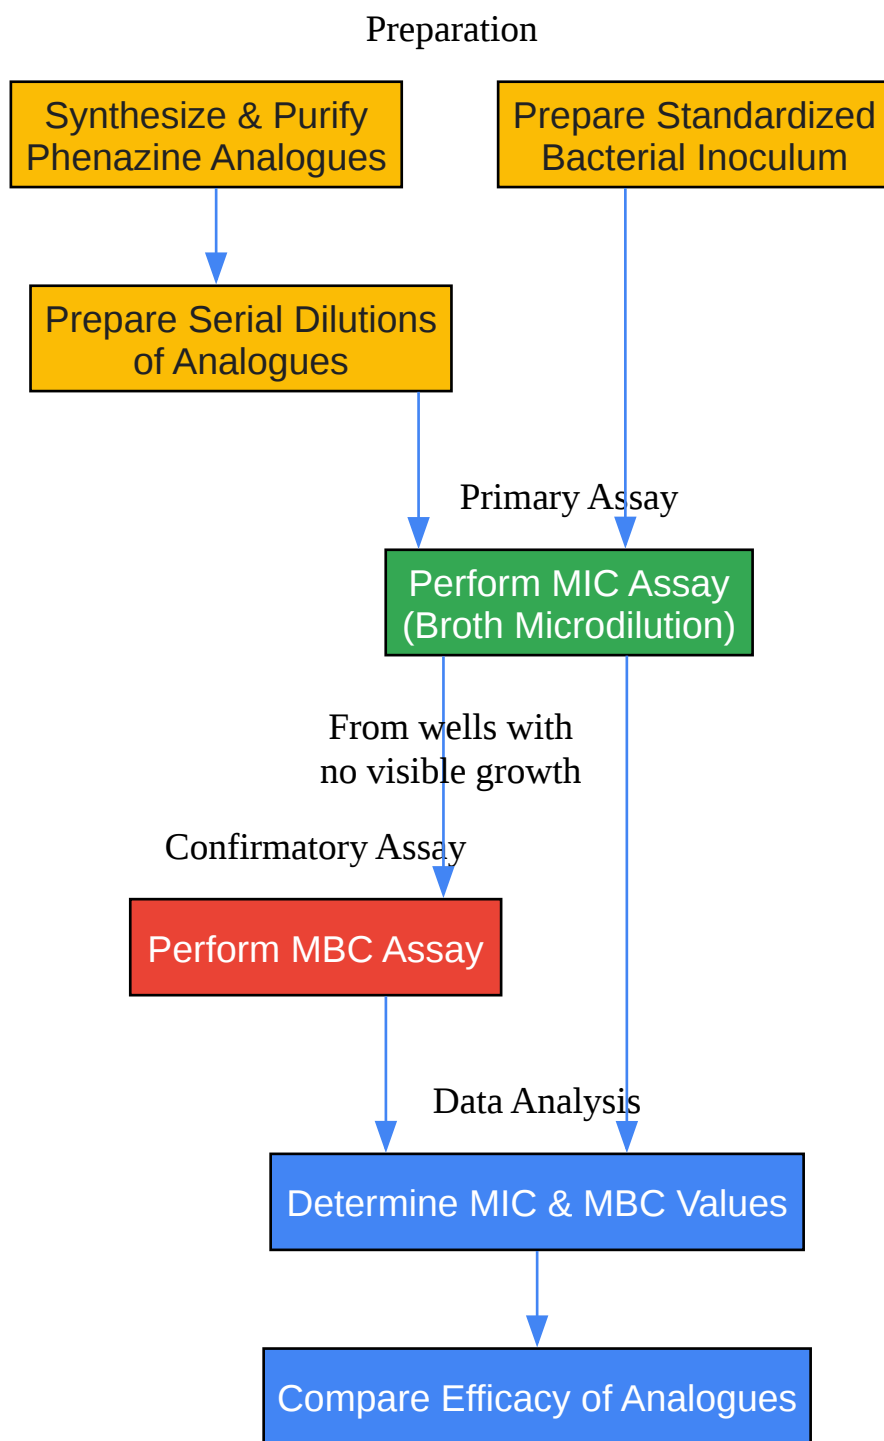 Preparation
Synthesize & Purify
Phenazine Analogues
Prepare Standardized
Bacterial Inoculum
Prepare Serial Dilutions
of Analogues
Primary Assay
Perform MIC Assay
(Broth Microdilution)
From wells with
no visible growth
Confirmatory Assay
Perform MBC Assay
Data Analysis
Determine MIC & MBC Values
Compare Efficacy of Analogues